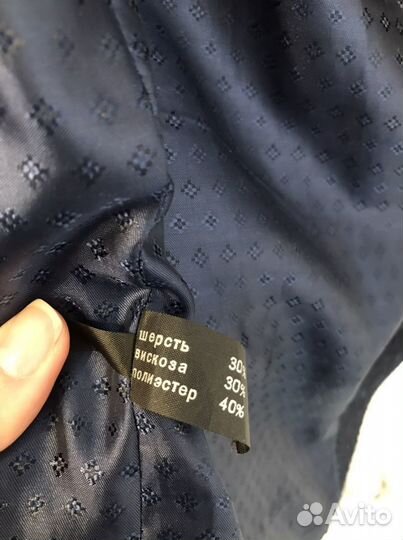 шерсть 30%
вискоза 30%
полиэстер 40%
Avito